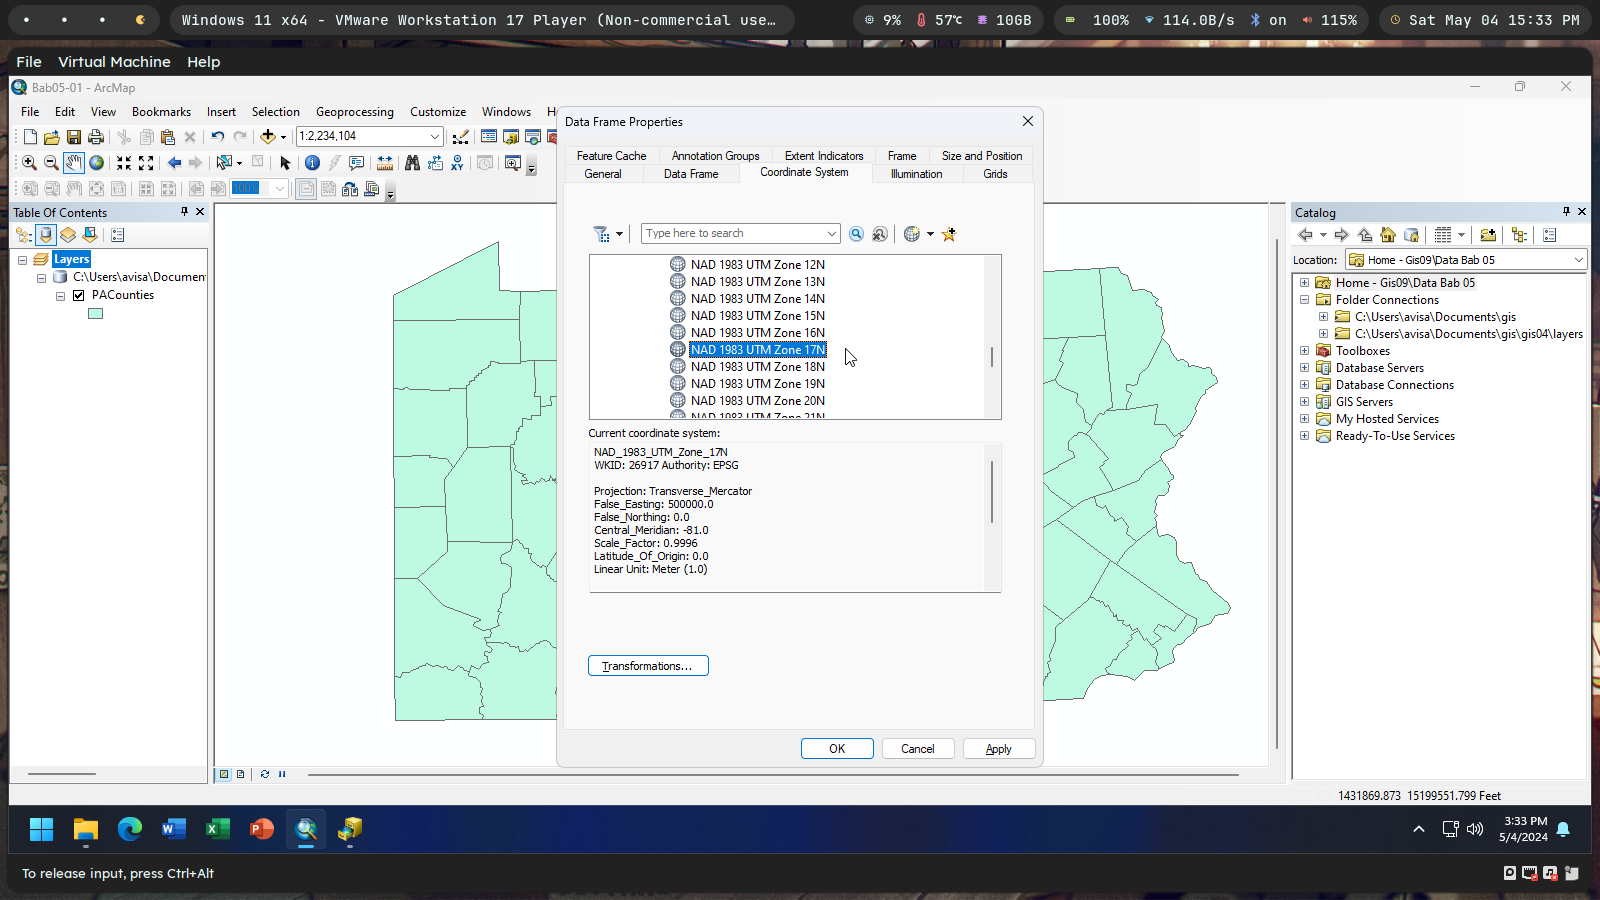 Windows 11 x64 - VMware Workstation 17 Player (Non-commercial use…
9% 57℃ 10GB
100% 114.0B/s on 115%
Sat May 04 15:33 PM
File Virtual Machine Help
Bab05-01 - ArcMap
File Edit View Bookmarks Insert Selection Geoprocessing Customize Windows H
1:2,234,104
100%
Table Of Contents
Layers
C:\Users\avisa\Documen
PACounties
Data Frame Properties
Feature Cache Annotation Groups Extent Indicators Frame Size and Position
General Data Frame Coordinate System Illumination Grids
Type here to search
NAD 1983 UTM Zone 12N
NAD 1983 UTM Zone 13N
NAD 1983 UTM Zone 14N
NAD 1983 UTM Zone 15N
NAD 1983 UTM Zone 16N
NAD 1983 UTM Zone 17N
NAD 1983 UTM Zone 18N
NAD 1983 UTM Zone 19N
NAD 1983 UTM Zone 20N
NAD 1983 UTM Zone 21N
Current coordinate system:
NAD_1983_UTM_Zone_17N
WKID: 26917 Authority: EPSG
Projection: Transverse_Mercator
False_Easting: 500000.0
False_Northing: 0.0
Central_Meridian: -81.0
Scale_Factor: 0.9996
Latitude_Of_Origin: 0.0
Linear Unit: Meter (1.0)
Transformations...
OK Cancel Apply
Catalog
Location: Home - Gis09\Data Bab 05
Home - Gis09\Data Bab 05
Folder Connections
C:\Users\avisa\Documents\gis
C:\Users\avisa\Documents\gis\gis04\layers
Toolboxes
Database Servers
Database Connections
GIS Servers
My Hosted Services
Ready-To-Use Services
1431869.873 15199551.799 Feet
3:33 PM
5/4/2024
To release input, press Ctrl+Alt